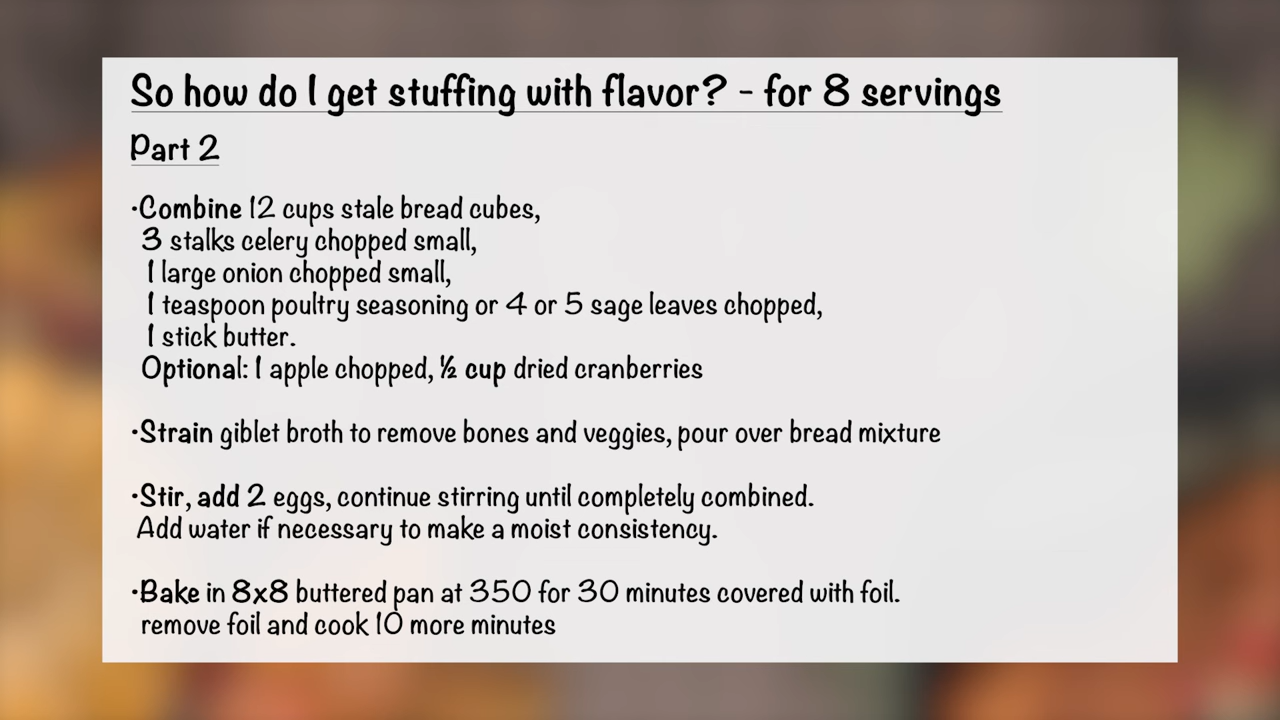 So how do I get stuffing with flavor? - for 8 servings
Part 2
•Combine 12 cups stale bread cubes,
3 stalks celery chopped small,
1 large onion chopped small,
1 teaspoon poultry seasoning or 4 or 5 sage leaves chopped,
1 stick butter.
Optional: 1 apple chopped, ½ cup dried cranberries
•Strain giblet broth to remove bones and veggies, pour over bread mixture
•Stir, add 2 eggs, continue stirring until completely combined.
Add water if necessary to make a moist consistency.
•Bake in 8x8 buttered pan at 350 for 30 minutes covered with foil.
remove foil and cook 10 more minutes